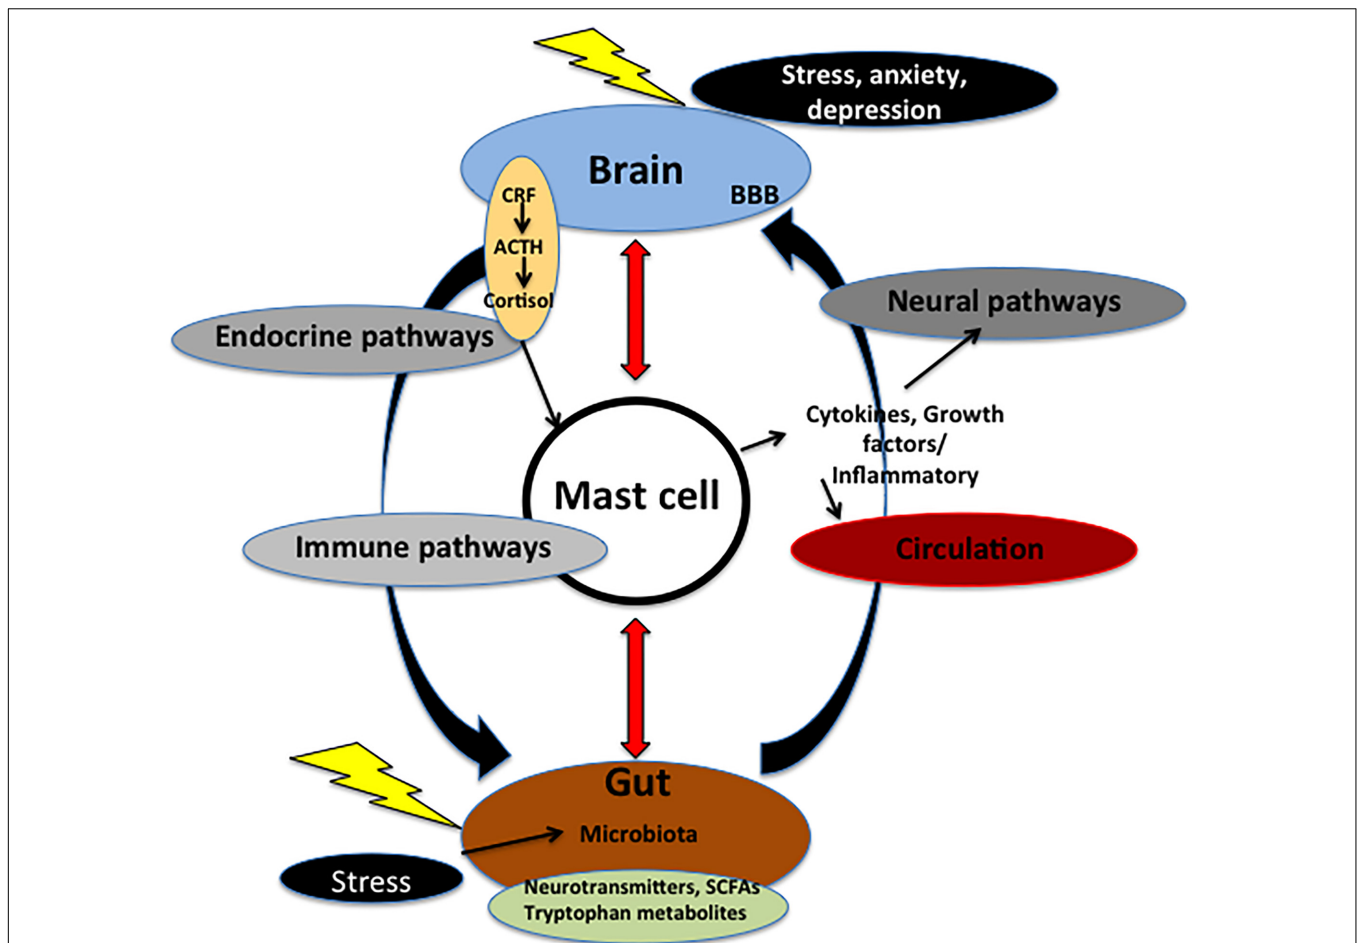 Stress, anxiety,
depression
Brain
BBB
CRF
ACTH
Cortisol
Endocrine pathways
Neural pathways
Cytokines, Growth
factors/
Inflammatory
Mast cell
Immune pathways
Circulation
Gut
Microbiota
Stress
Neurotransmitters, SCFAs
Tryptophan metabolites